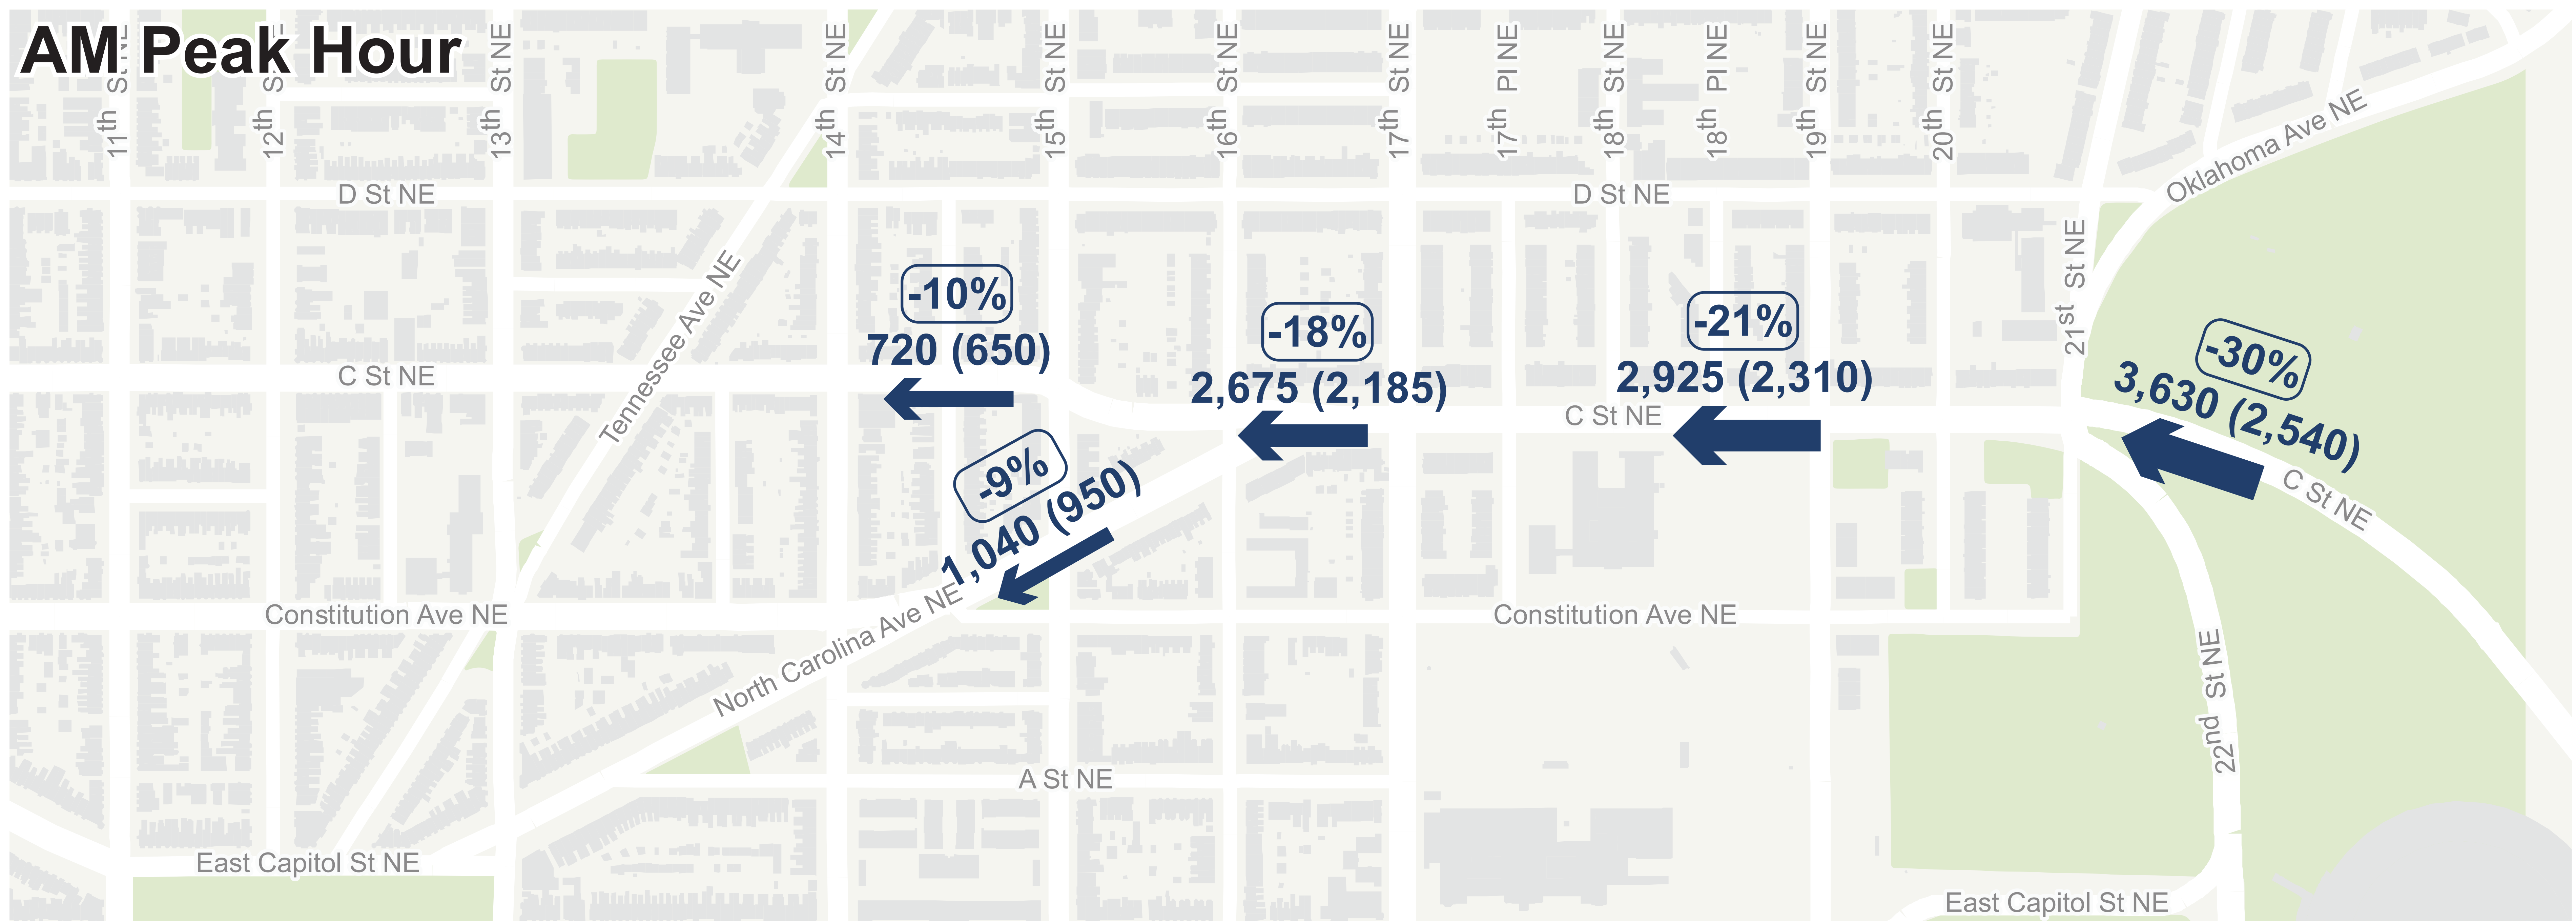 AM Peak Hour
11th St NE
12th St NE
13th St NE
14th St NE
15th St NE
16th St NE
17th St NE
17th Pl NE
18th St NE
18th Pl NE
19th St NE
20th St NE
Oklahoma Ave NE
D St NE
D St NE
21st St NE
Tennessee Ave NE
-10%
720 (650)
-18%
2,675 (2,185)
-21%
2,925 (2,310)
-30%
3,630 (2,540)
C St NE
C St NE
C St NE
-9%
1,040 (950)
Constitution Ave NE
North Carolina Ave NE
Constitution Ave NE
22nd St NE
A St NE
East Capitol St NE
East Capitol St NE